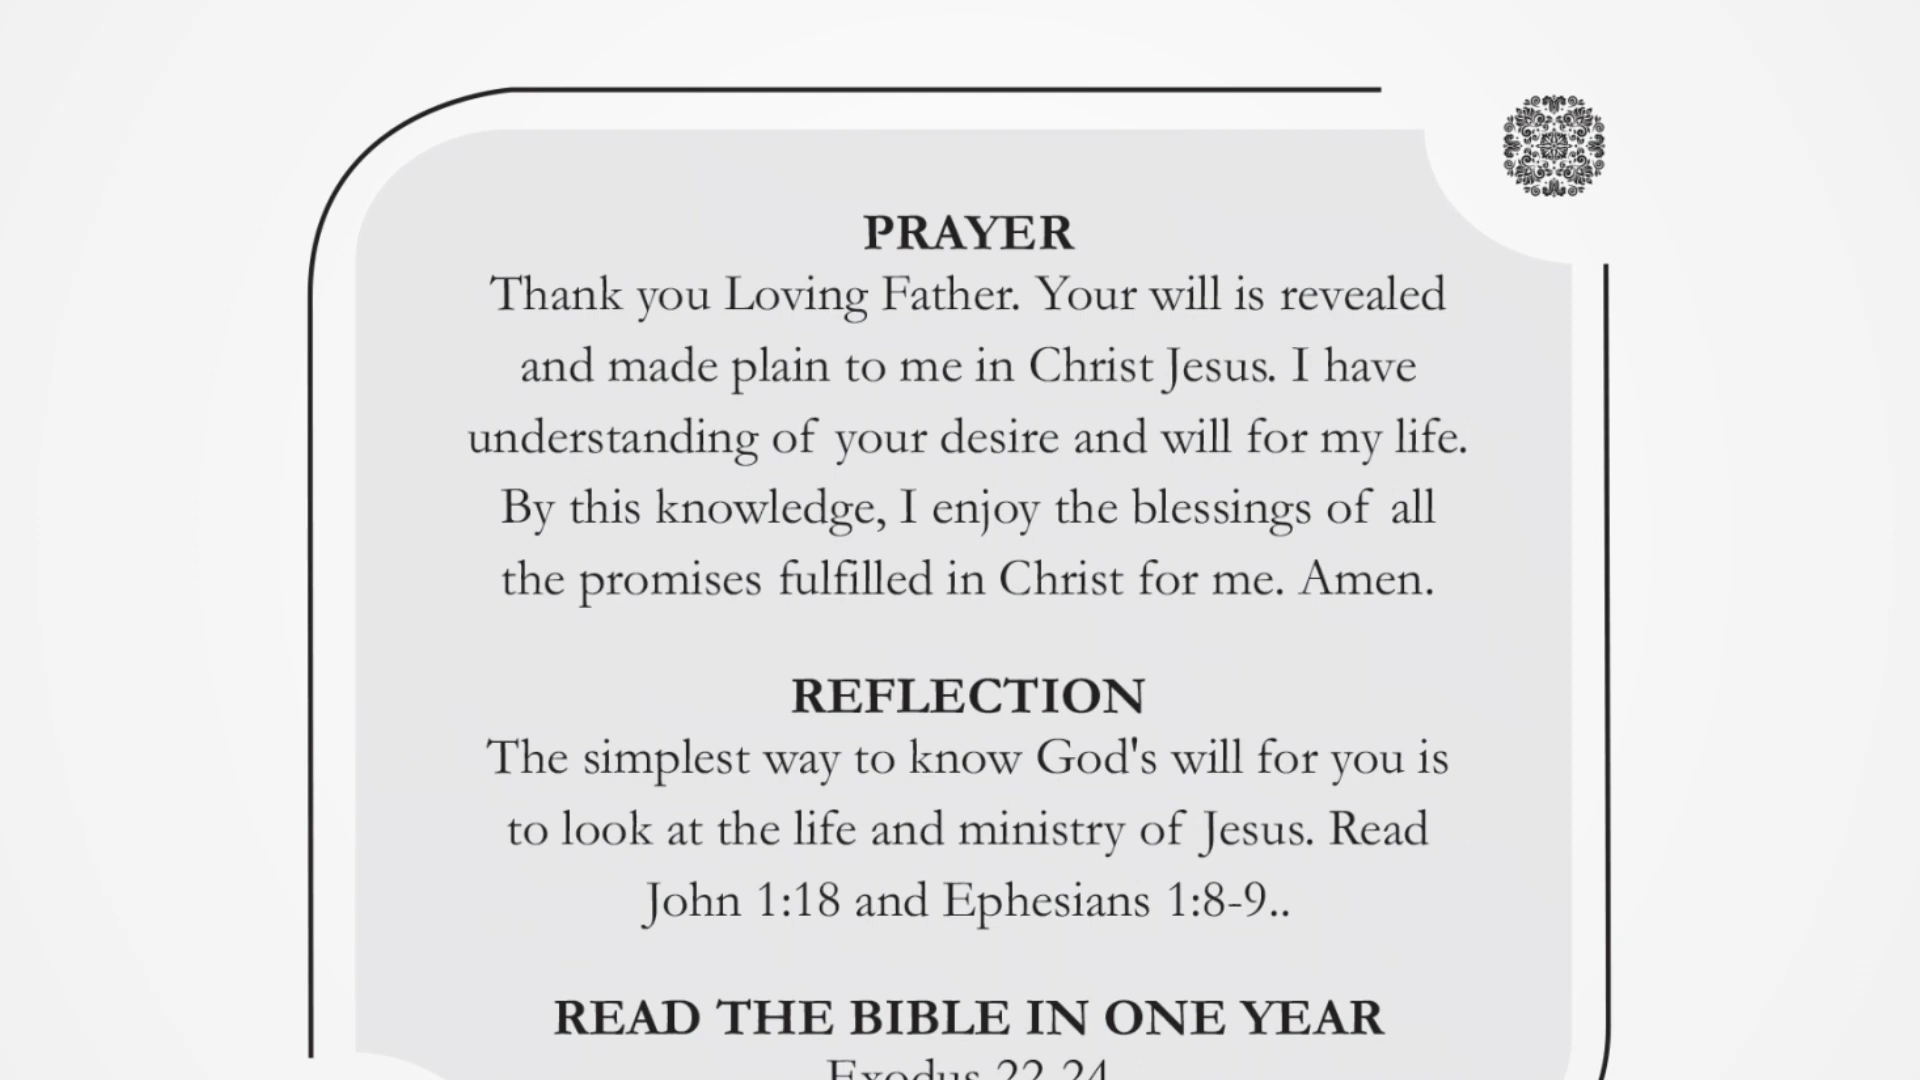 PRAYER
Thank you Loving Father. Your will is revealed
and made plain to me in Christ Jesus. I have
understanding of your desire and will for my life.
By this knowledge, I enjoy the blessings of all
the promises fulfilled in Christ for me. Amen.
REFLECTION
The simplest way to know God's will for you is
to look at the life and ministry of Jesus. Read
John 1:18 and Ephesians 1:8-9..
READ THE BIBLE IN ONE YEAR
Exodus 22-24